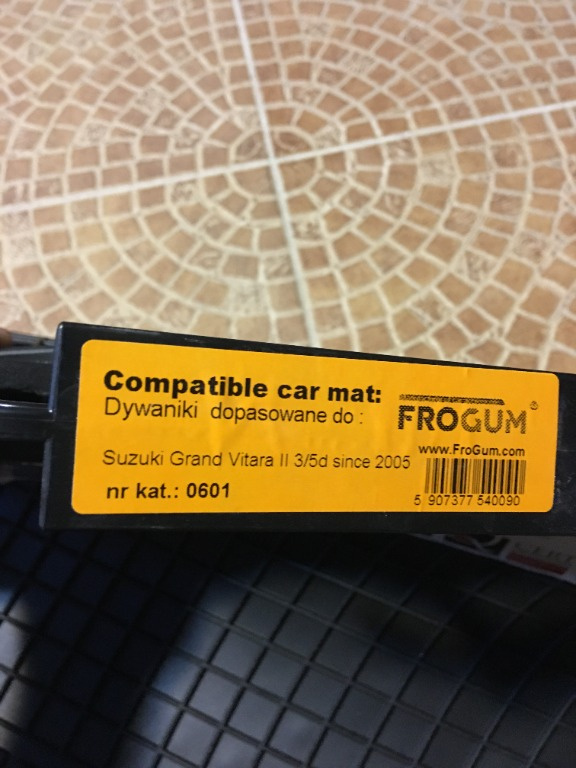 Compatible car mat:
Dywaniki dopasowane do :
FROGUM®
www.FroGum.com
Suzuki Grand Vitara II 3/5d since 2005
nr kat.: 0601
5 907377 540090